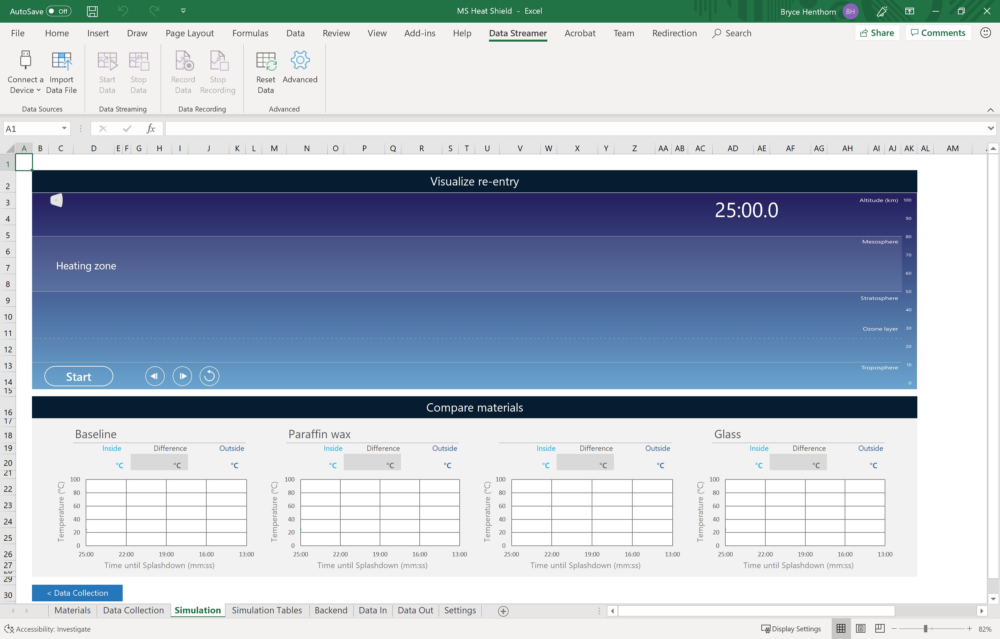 AutoSave Off
MS Heat Shield - Excel
Bryce Henthorn BH
File Home Insert Draw Page Layout Formulas Data Review View Add-ins Help Data Streamer Acrobat Team Redirection Search Share Comments
Connect a Device
Import Data File
Start Data
Stop Data
Record Data
Stop Recording
Reset Data
Advanced
Data Sources Data Streaming Data Recording Advanced
A1 fx
A B C D E F G H I J K L M N O P Q R S T U V W X Y Z AA AB AC AD AE AF AG AH AI AJ AK AL AM
1
2
3
4
5
6
7
8
9
10
11
12
13
14
15
16
17
18
19
20
21
22
23
24
25
26
27
28
29
30
Visualize re-entry
25:00.0
Altitude (km) 100
90
80
Mesosphere
70
Heating zone
60
50
Stratosphere
40
Ozone layer 30
20
10
Troposphere
0
Start
Compare materials
Baseline Paraffin wax Glass
Inside Difference Outside Inside Difference Outside Inside Difference Outside Inside Difference Outside
°C °C °C °C °C °C °C °C °C °C °C °C
Temperature (°C) Temperature (°C) Temperature (°C) Temperature (°C)
100 100 100 100
80 80 80 80
60 60 60 60
40 40 40 40
20 20 20 20
0 0 0 0
25:00 22:00 19:00 16:00 13:00 25:00 22:00 19:00 16:00 13:00 25:00 22:00 19:00 16:00 13:00 25:00 22:00 19:00 16:00 13:00
Time until Splashdown (mm:ss) Time until Splashdown (mm:ss) Time until Splashdown (mm:ss) Time until Splashdown (mm:ss)
< Data Collection
Materials Data Collection Simulation Simulation Tables Backend Data In Data Out Settings
Accessibility: Investigate
Display Settings
82%